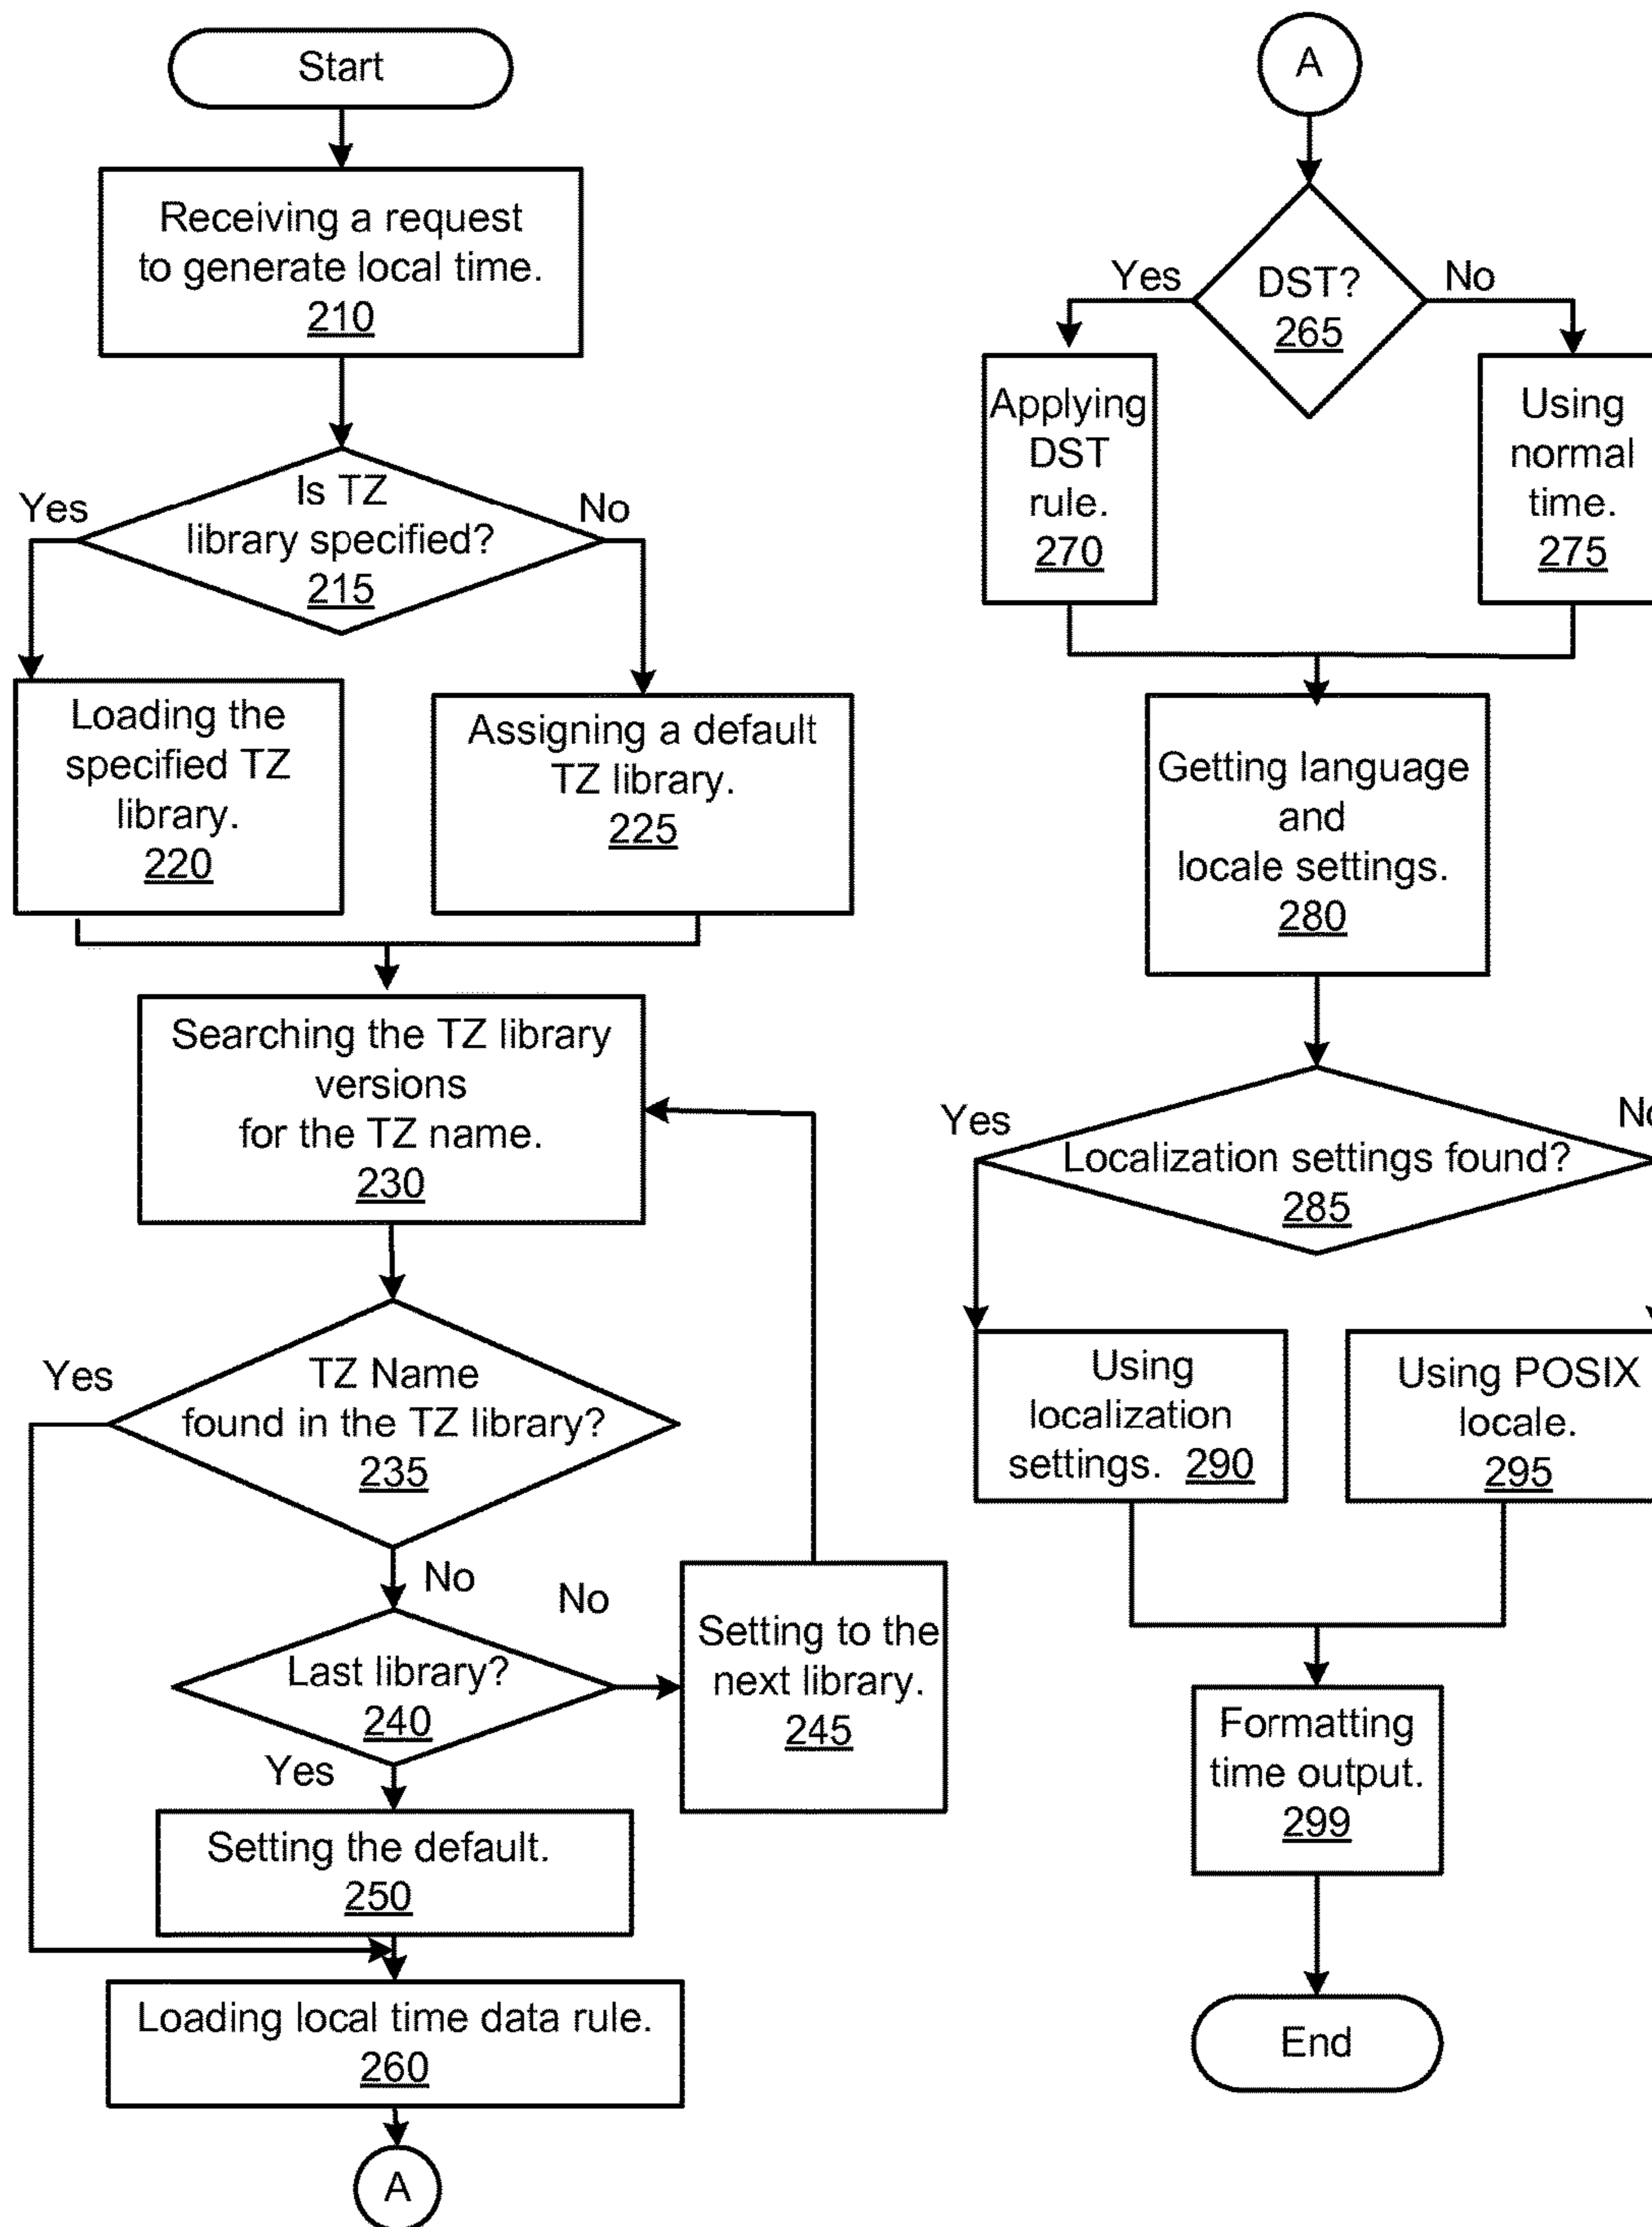 Start
Receiving a request
to generate local time.
210
Is TZ
library specified?
215
Yes
No
Loading the
specified TZ
library.
220
Assigning a default
TZ library.
225
Searching the TZ library
versions
for the TZ name.
230
TZ Name
found in the TZ library?
235
Yes
No
No
Last library?
240
Yes
Setting to the
next library.
245
Setting the default.
250
Loading local time data rule.
260
A
A
DST?
265
Yes
No
Applying
DST
rule.
270
Using
normal
time.
275
Getting language
and
locale settings.
280
Yes
Localization settings found?
285
Using
localization
settings. 290
Using POSIX
locale.
295
Formatting
time output.
299
End